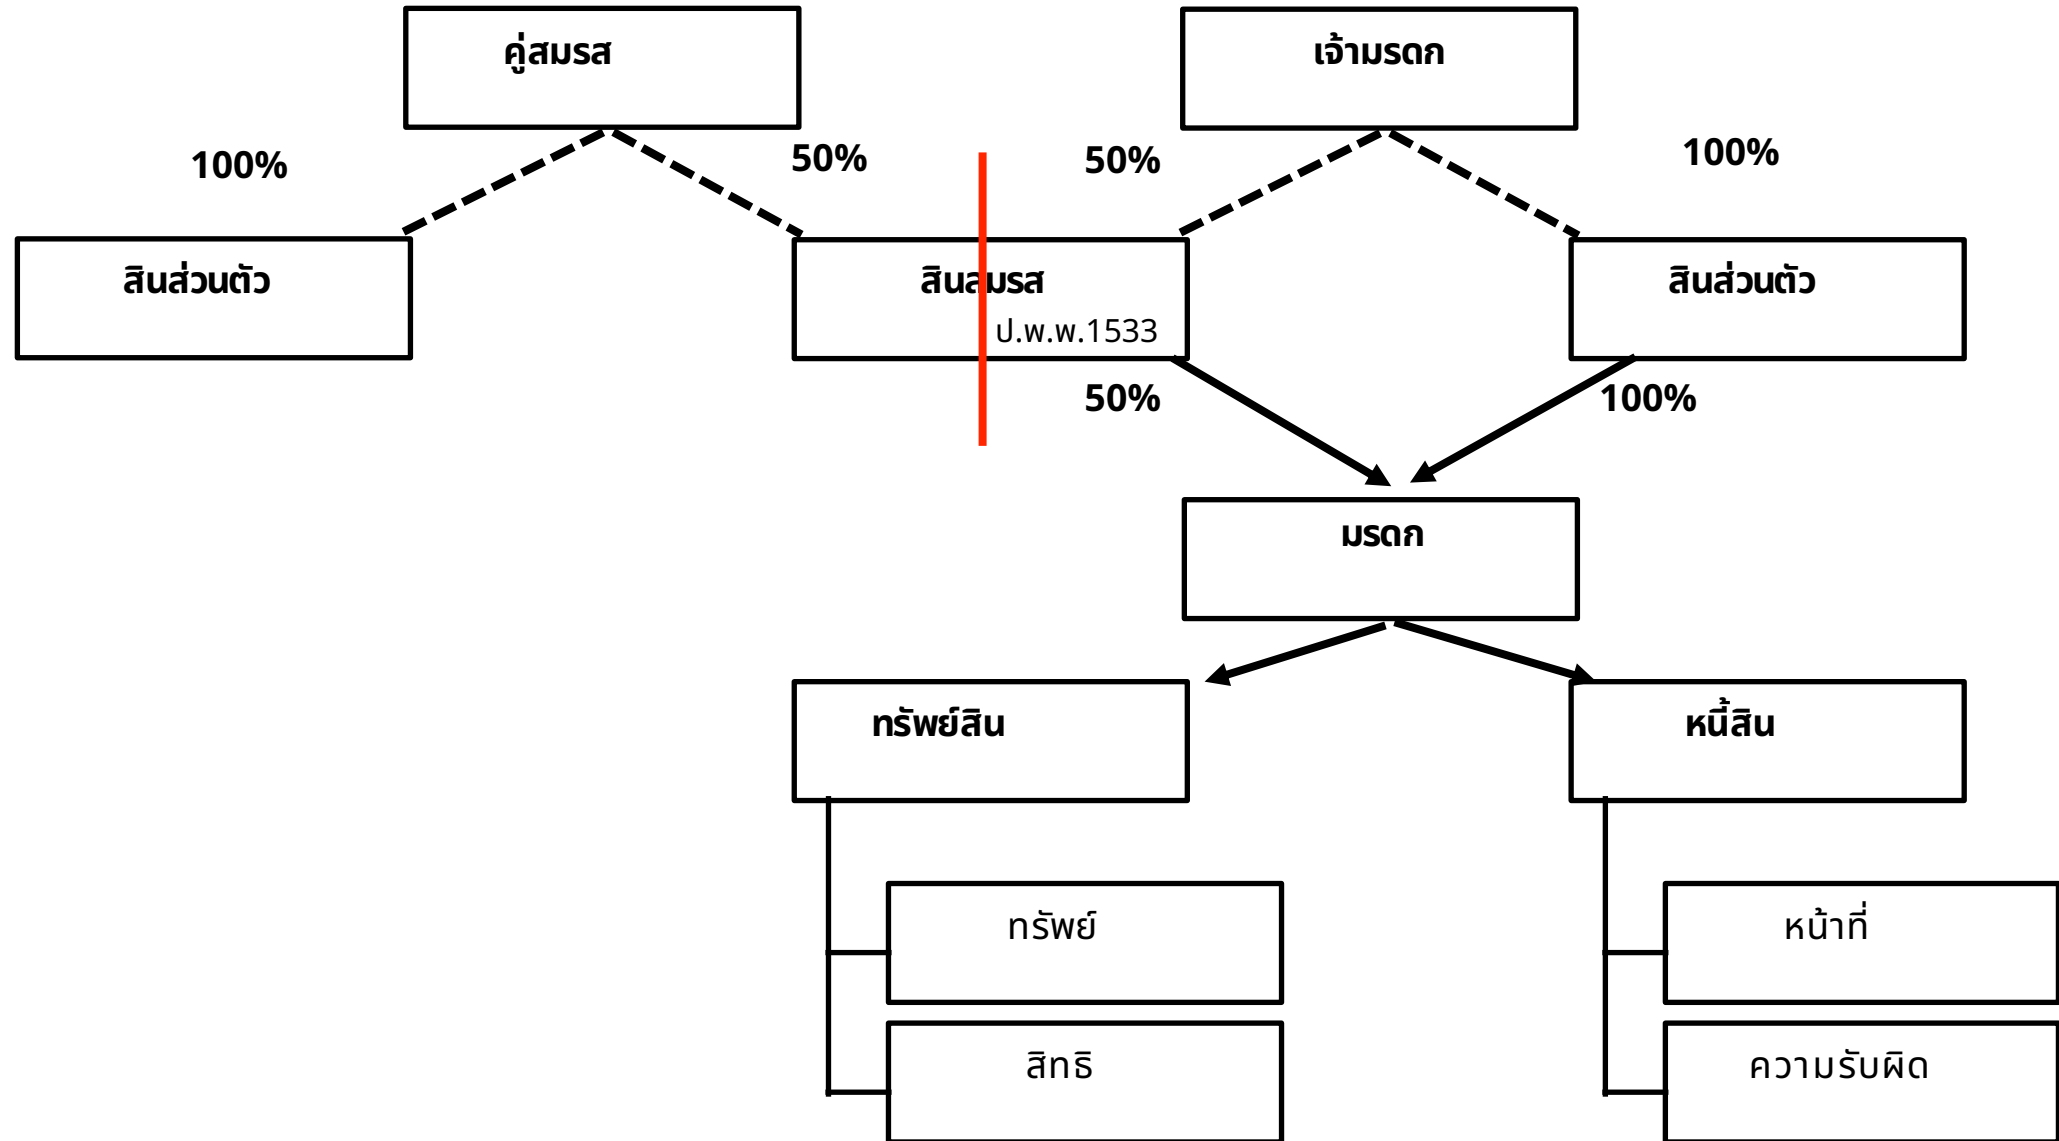 คู่สมรส
เจ้ามรดก
100%
50%
50%
100%
สินส่วนตัว
สินสมรส
ป.พ.พ.1533
สินส่วนตัว
50%
100%
มรดก
ทรัพย์สิน
หนี้สิน
ทรัพย์
หน้าที่
สิทธิ
ความรับผิด